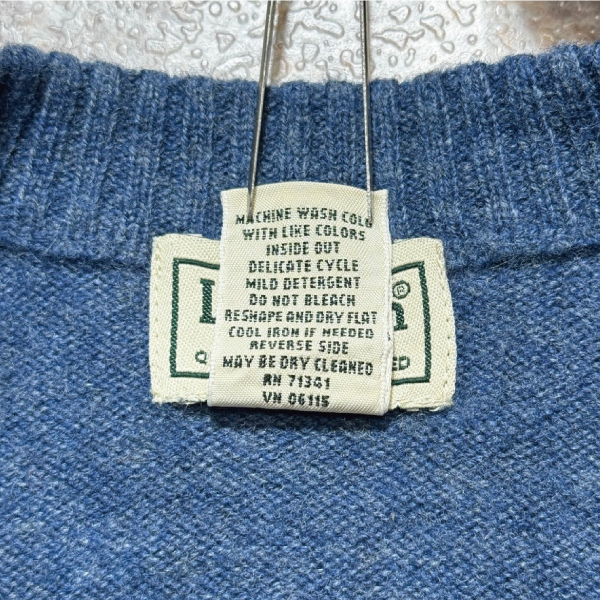 MACHINE WASH COLD
WITH LIKE COLORS
INSIDE OUT
DELICATE CYCLE
MILD DETERGENT
DO NOT BLEACH
RESHAPE AND DRY FLAT
COOL IRON IF NEEDED
REVERSE SIDE
MAY BE DRY CLEANED
RN 71341
VN 06115